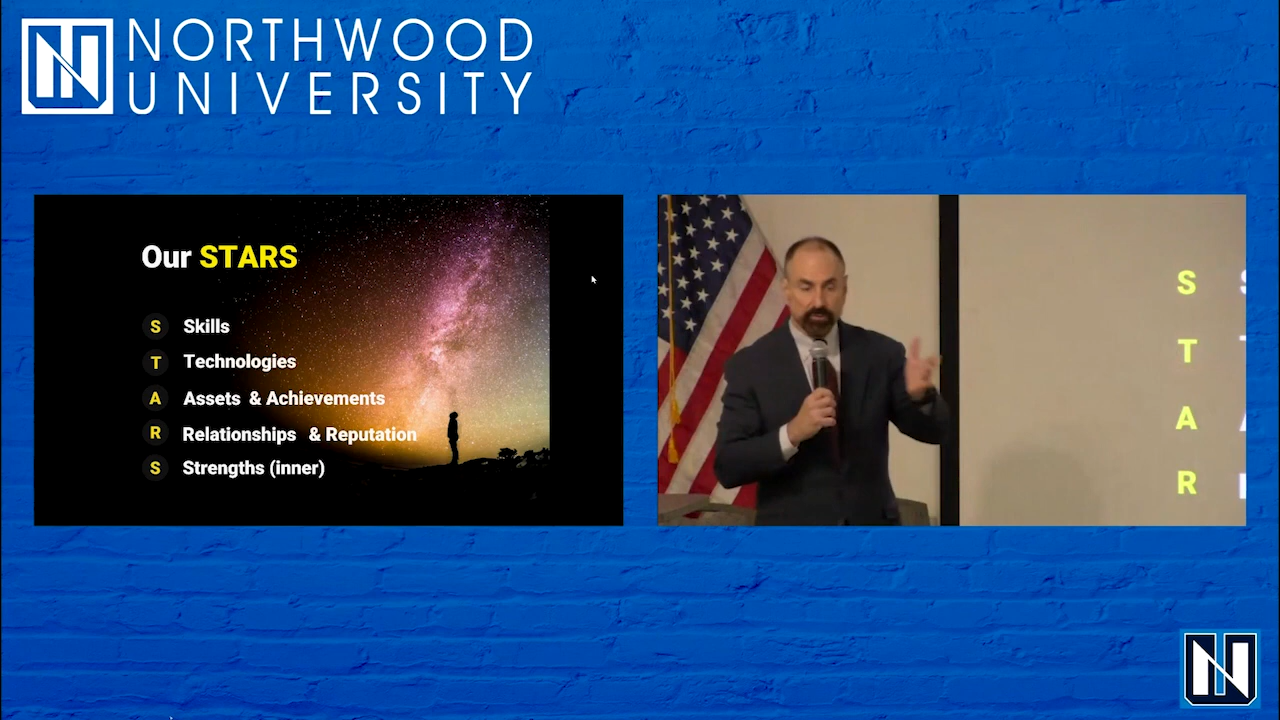 NORTHWOOD
UNIVERSITY
Our STARS
S Skills
T Technologies
A Assets & Achievements
R Relationships & Reputation
S Strengths (inner)
S
T
A
R